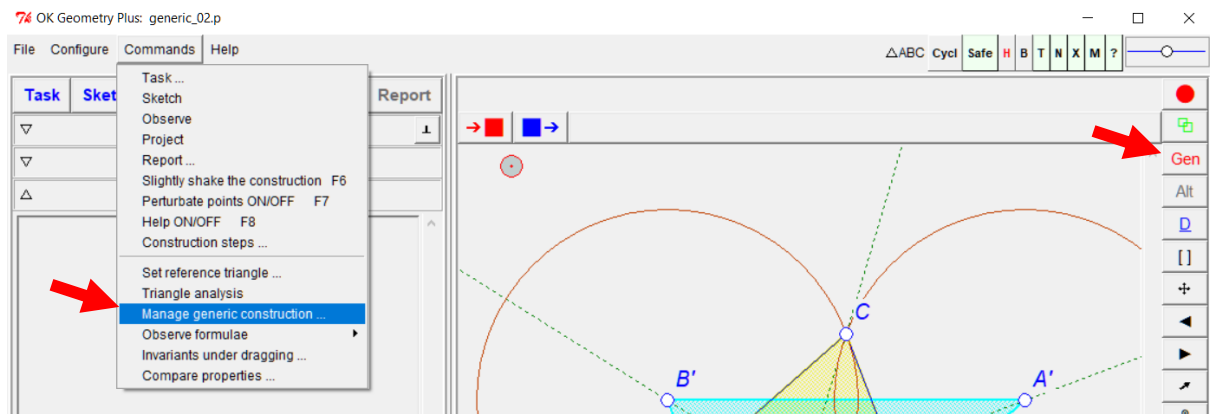 OK Geometry Plus: generic_02.p
File Configure Commands Help
△ABC Cycl Safe H B T N X M ?
Task Sket Report
Task ...
Sketch
Observe
Project
Report ...
Slightly shake the construction F6
Perturbate points ON/OFF F7
Help ON/OFF F8
Construction steps ...
Set reference triangle ...
Triangle analysis
Manage generic construction ...
Observe formulae
Invariants under dragging ...
Compare properties ...
Gen
Alt
D
[ ]
C
B'
A'